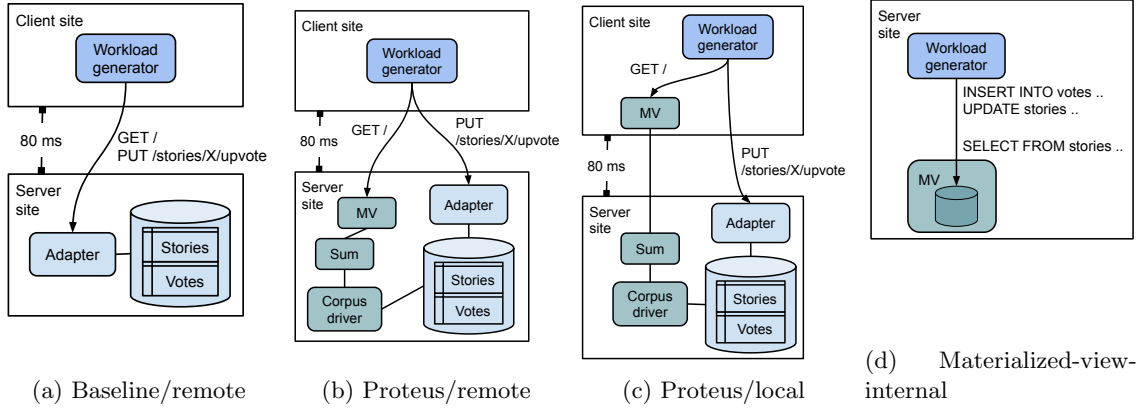 Client site
Workload
generator
80 ms
GET /
PUT /stories/X/upvote
Server
site
Adapter
Stories
Votes
(a) Baseline/remote
Client site
Workload
generator
80 ms
GET /
PUT
/stories/X/upvote
Server
site
MV
Adapter
Sum
Corpus
driver
Stories
Votes
(b) Proteus/remote
Client site
Workload
generator
GET /
MV
80 ms
PUT
/stories/X/upvote
Server
site
Sum
Adapter
Corpus
driver
Stories
Votes
(c) Proteus/local
Server
site
Workload
generator
INSERT INTO votes ..
UPDATE stories ..
SELECT FROM stories ..
MV
(d) Materialized-view-
internal